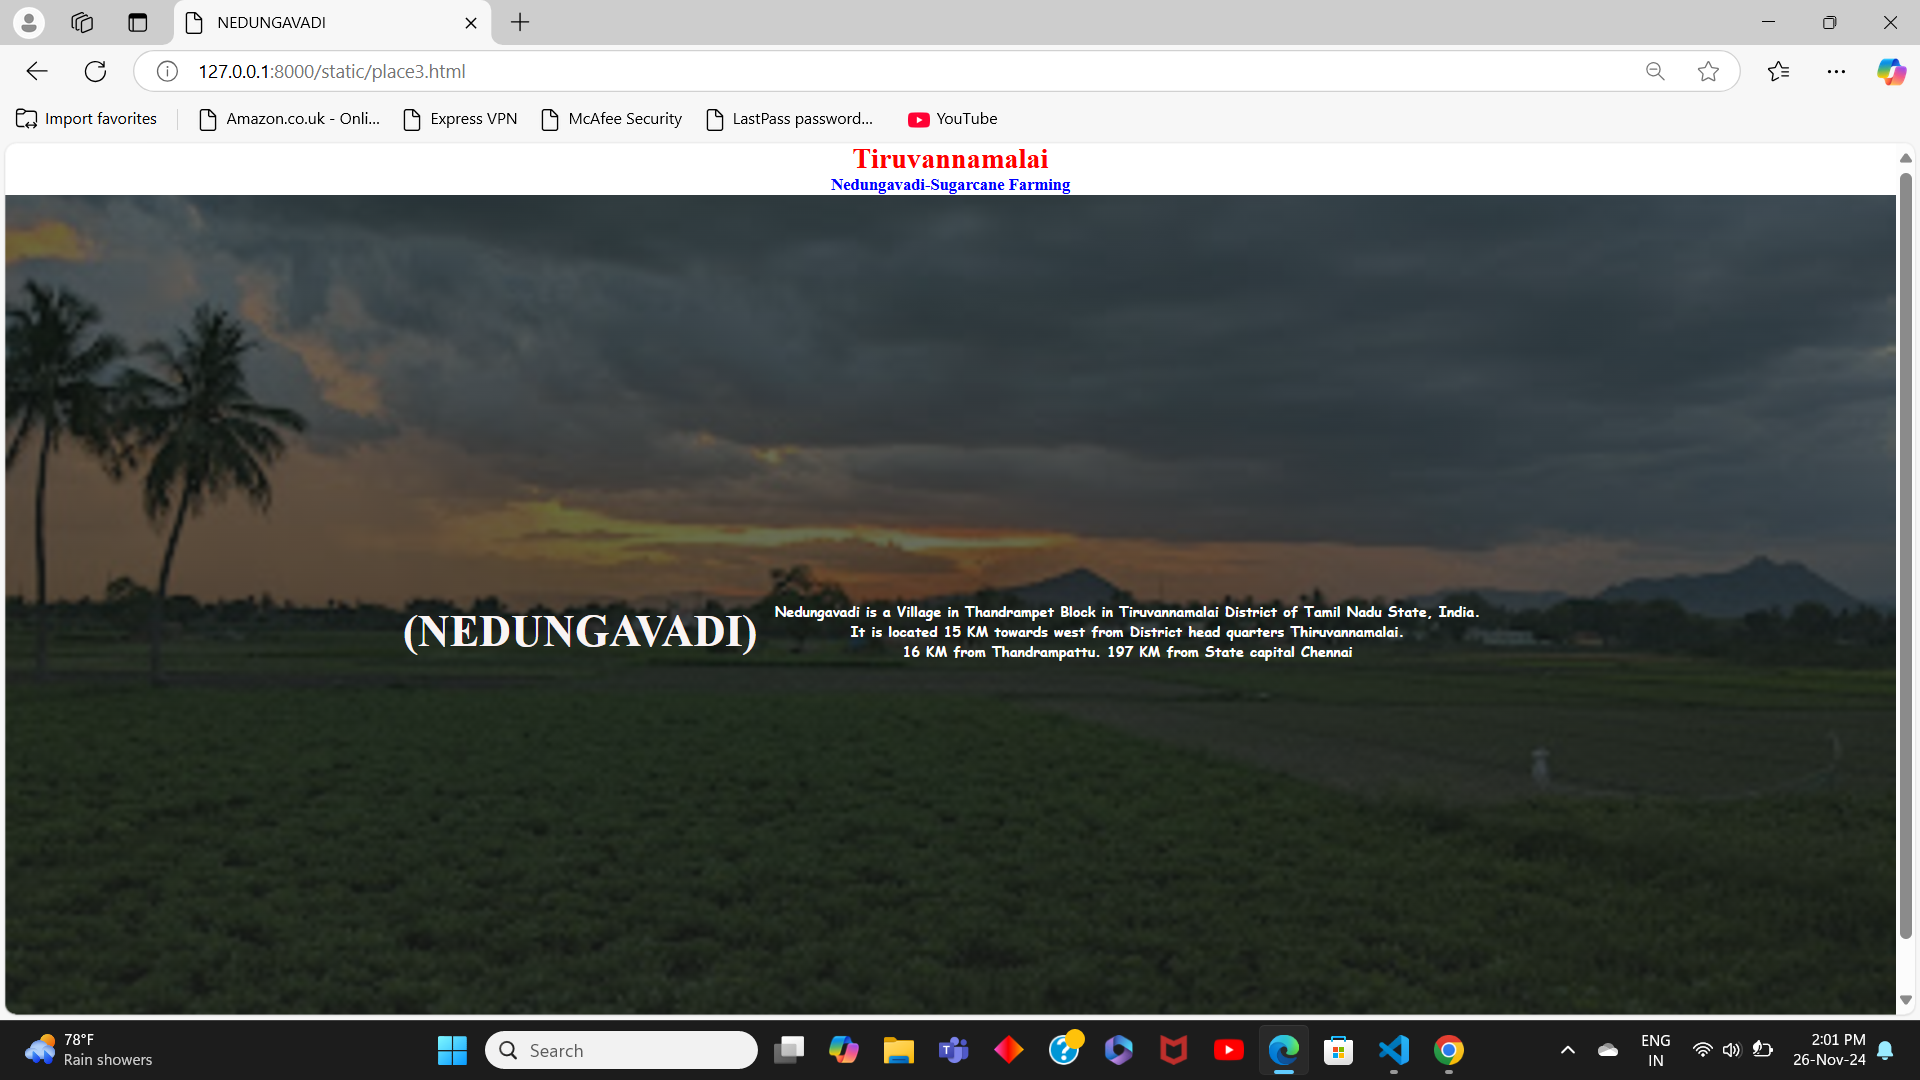 NEDUNGAVADI
127.0.0.1:8000/static/place3.html
Import favorites
Amazon.co.uk - Onli...
Express VPN
McAfee Security
LastPass password...
YouTube
Tiruvannamalai
Nedungavadi-Sugarcane Farming
(NEDUNGAVADI)
Nedungavadi is a Village in Thandrampet Block in Tiruvannamalai District of Tamil Nadu State, India.
It is located 15 KM towards west from District head quarters Thiruvannamalai.
16 KM from Thandrampattu. 197 KM from State capital Chennai
78°F
Rain showers
Search
ENG
IN
2:01 PM
26-Nov-24